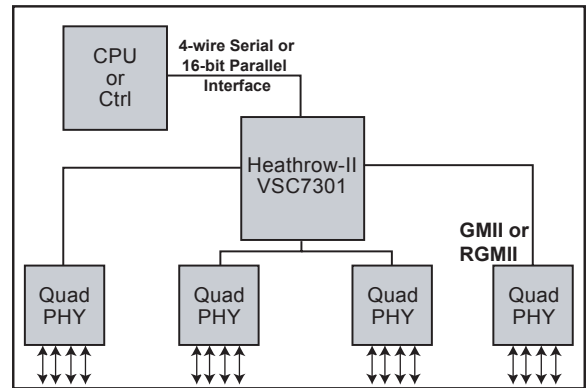 CPU
or
Ctrl
4-wire Serial or
16-bit Parallel
Interface
Heathrow-II
VSC7301
GMII or
RGMII
Quad
PHY
Quad
PHY
Quad
PHY
Quad
PHY